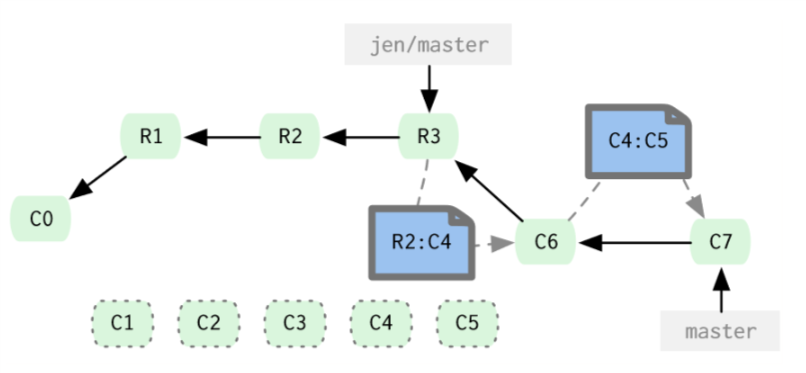 jen/master
R1
R2
R3
C4:C5
C0
R2:C4
C6
C7
C1
C2
C3
C4
C5
master